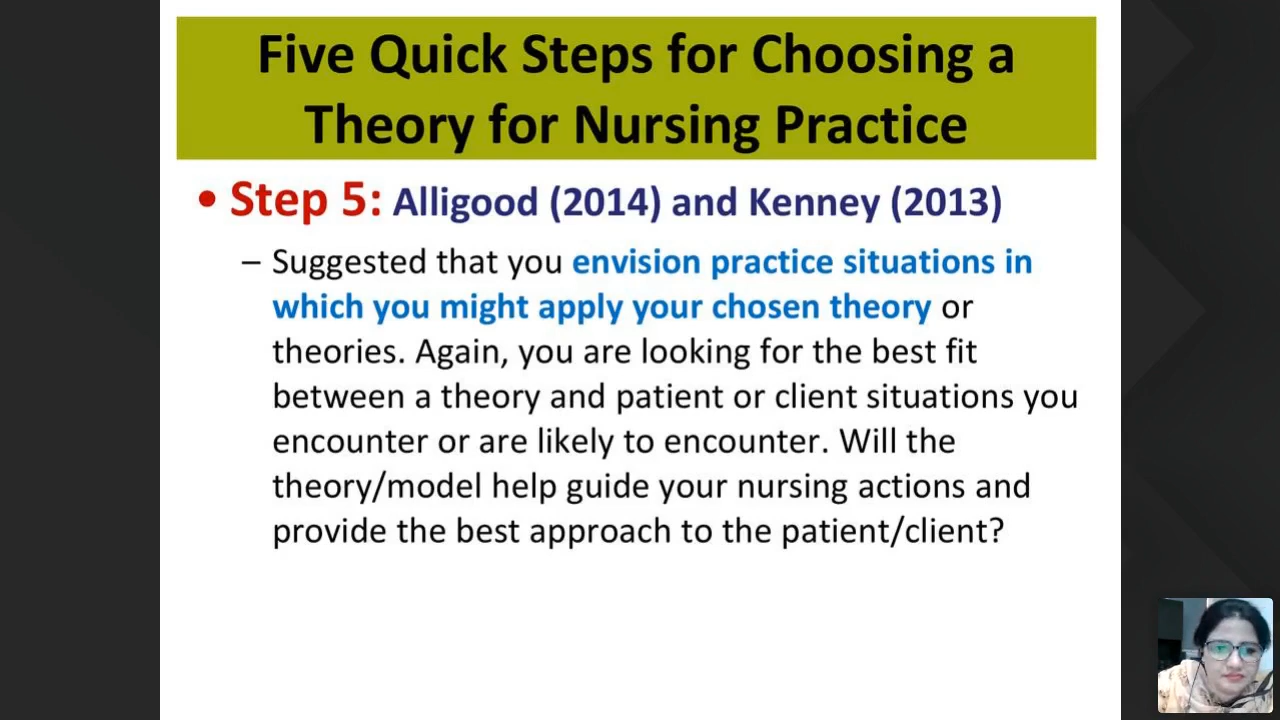 Five Quick Steps for Choosing a
Theory for Nursing Practice
• Step 5: Alligood (2014) and Kenney (2013)
– Suggested that you envision practice situations in
which you might apply your chosen theory or
theories. Again, you are looking for the best fit
between a theory and patient or client situations you
encounter or are likely to encounter. Will the
theory/model help guide your nursing actions and
provide the best approach to the patient/client?